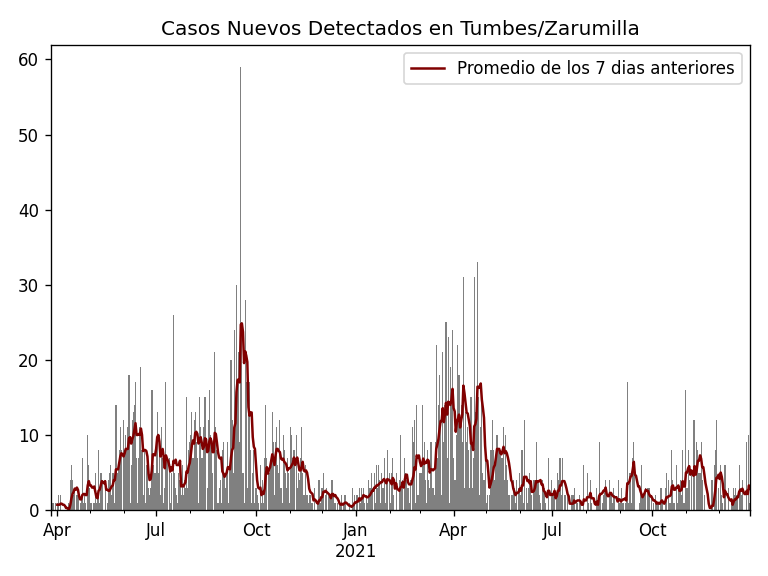 Casos Nuevos Detectados en Tumbes/Zarumilla
Promedio de los 7 dias anteriores
60
50
40
30
20
10
0
Apr Jul Oct Jan Apr Jul Oct
2021